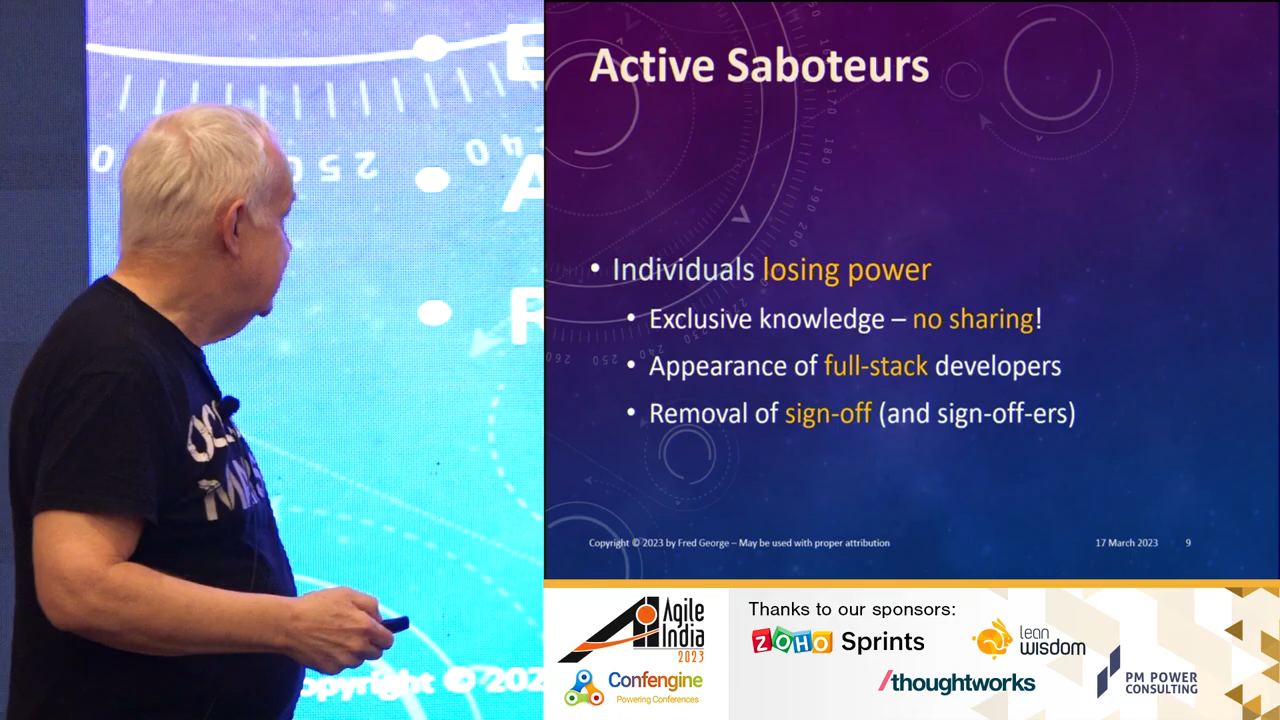 Active Saboteurs
• Individuals losing power
• Exclusive knowledge – no sharing!
• Appearance of full-stack developers
• Removal of sign-off (and sign-off-ers)
Copyright © 2023 by Fred George – May be used with proper attribution
17 March 2023
9
Agile
India
2023
Confengine
Powering Conferences
Thanks to our sponsors:
ZOHO Sprints
lean
wisdom
/thoughtworks
PM POWER
CONSULTING